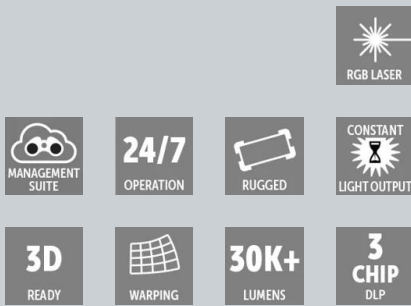 RGB LASER
MANAGEMENT
SUITE
24/7
OPERATION
RUGGED
CONSTANT
LIGHT OUTPUT
3D
READY
WARPING
30K+
LUMENS
3
CHIP
DLP